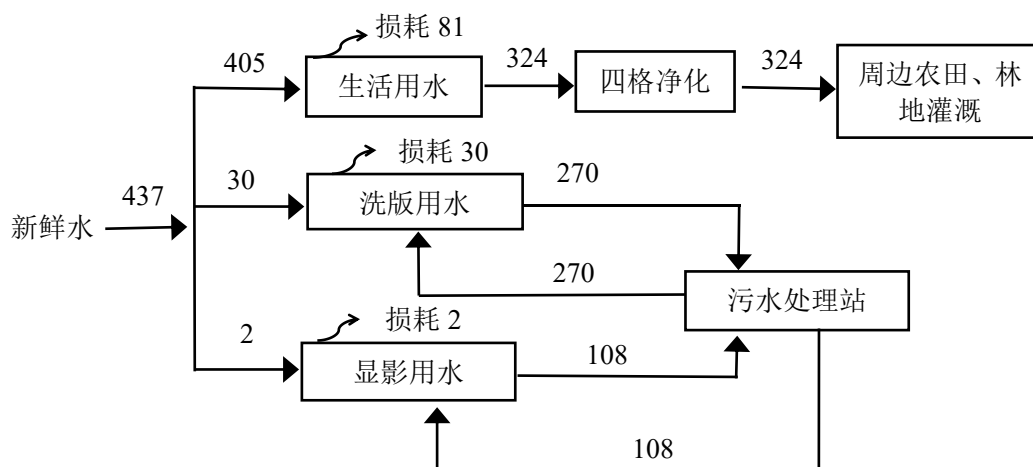 损耗 81
405
生活用水
324
四格净化
324
周边农田、林
地灌溉
损耗 30
437
30
270
新鲜水
洗版用水
270
污水处理站
损耗 2
2
显影用水
108
108